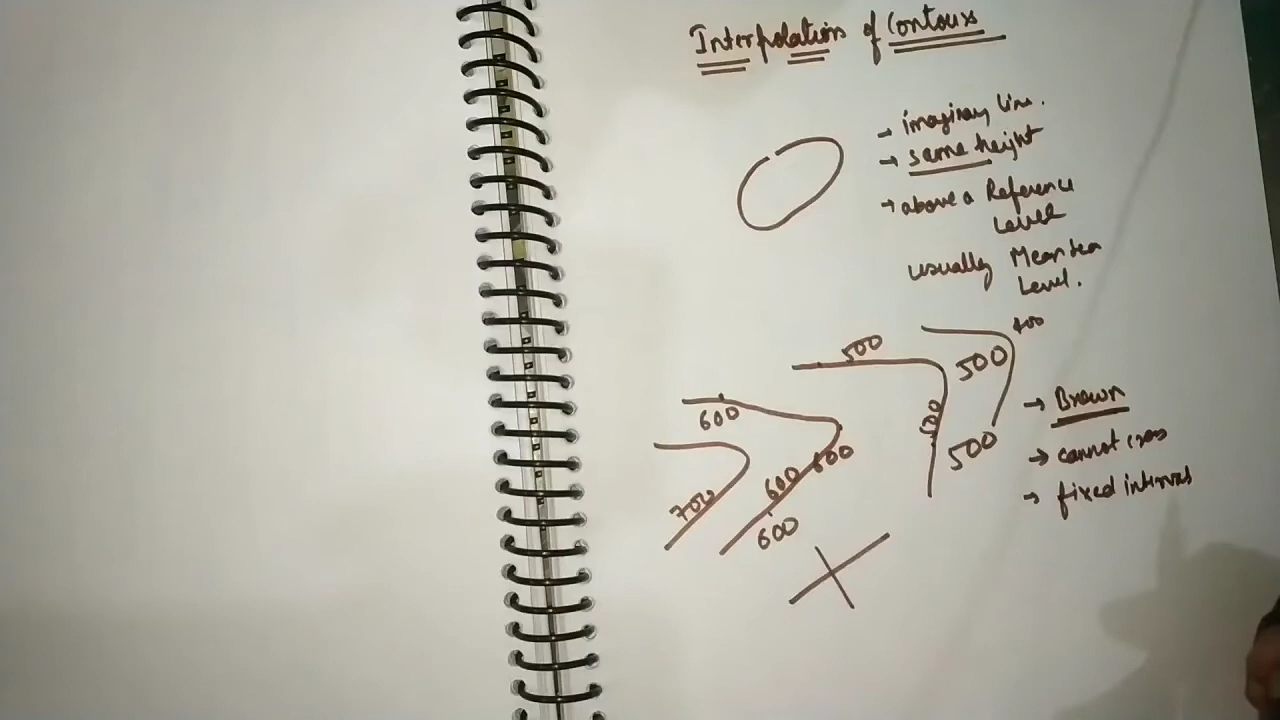 Interpolation of Contours
→ imaginary line.
→ same height
→ above a Reference
Level
usually Mean Sea
Level.
400
500
500
600
500
500
600
600
700
600
→ Brown
→ cannot cross
→ fixed interval